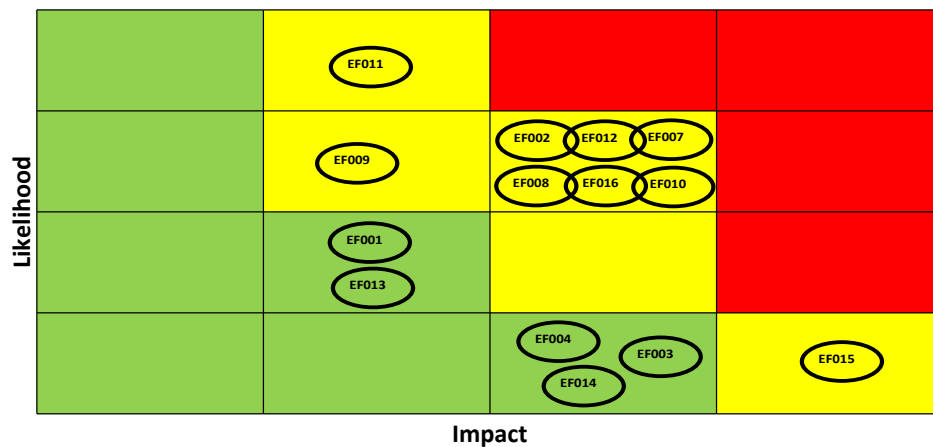 EF011
EF002 EF012 EF007
EF009
EF008 EF016 EF010
EF001
EF013
EF004
EF003
EF015
EF014
Likelihood
Impact